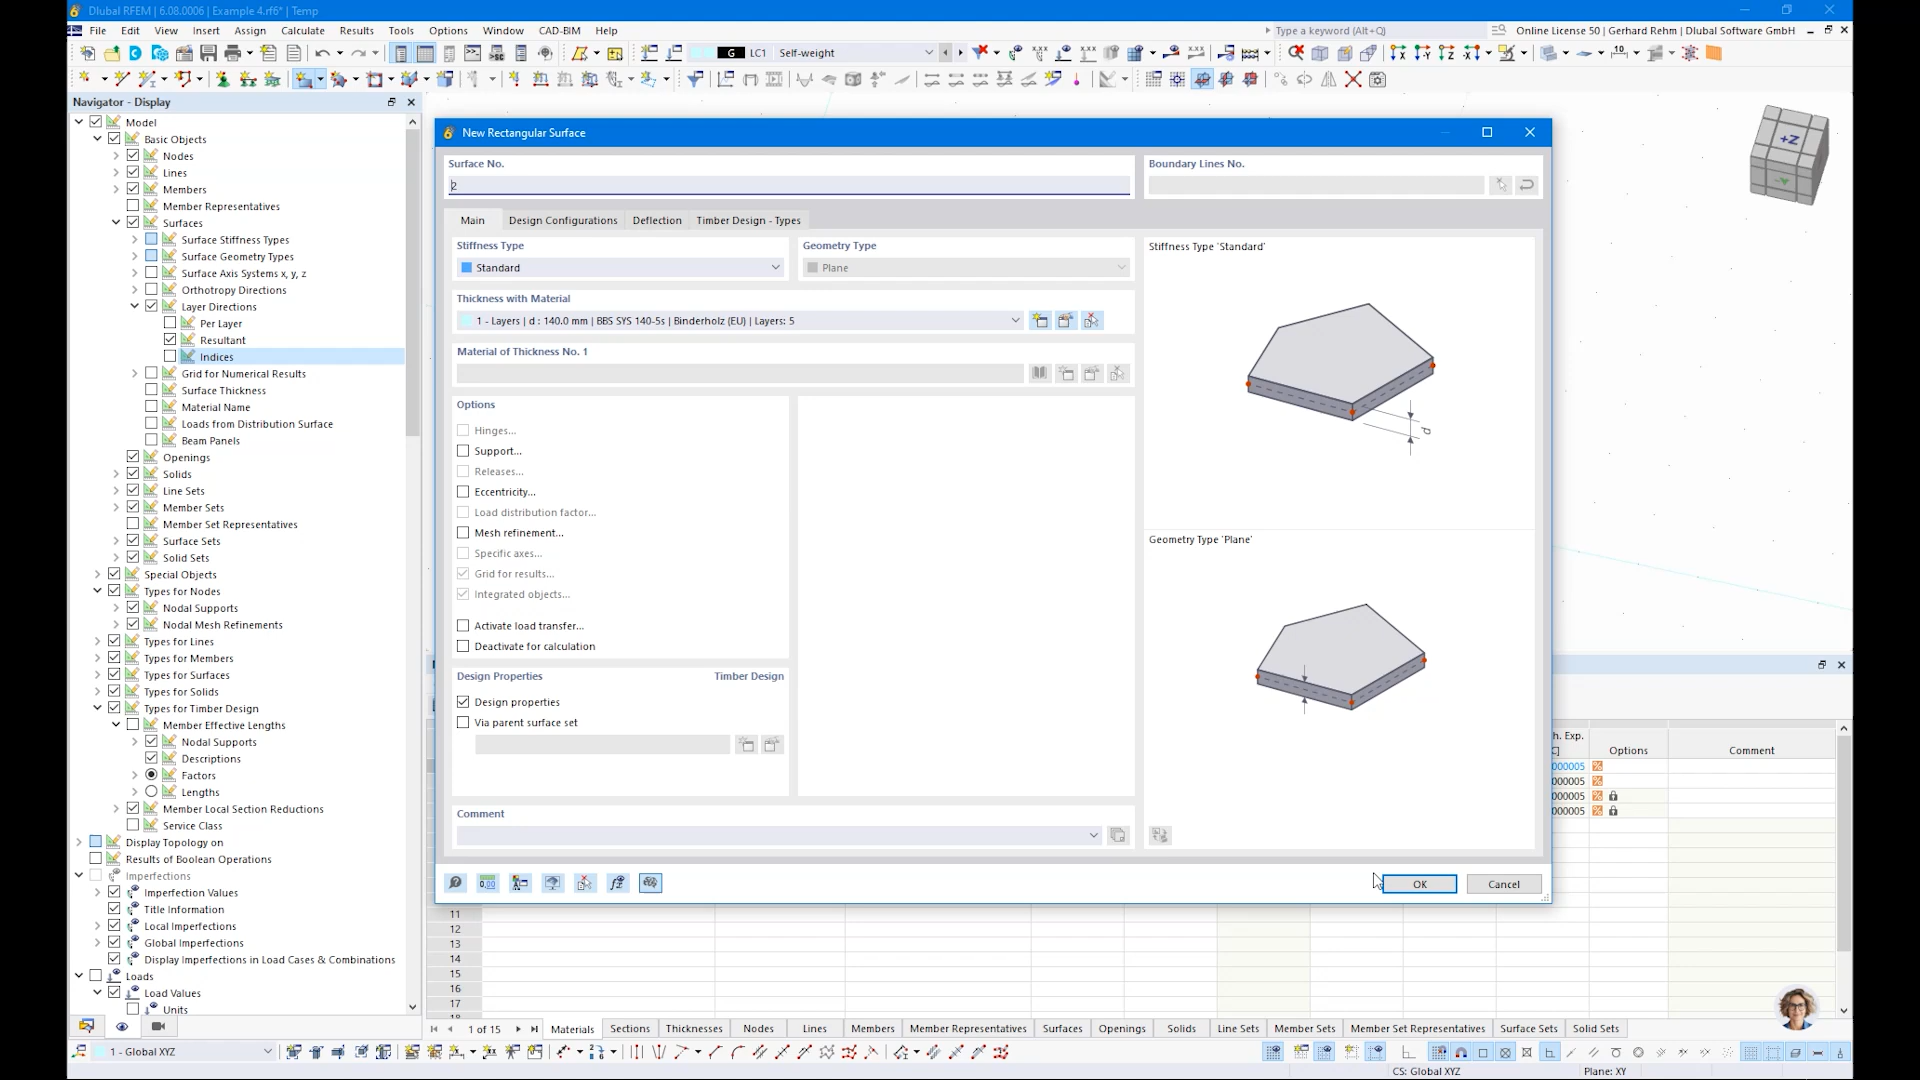 Dlubal RFEM | 6.08.0006 | Example 4.rf6* | Temp
File Edit View Insert Assign Calculate Results Tools Options Window CAD-BIM Help
Type a keyword (Alt+Q)
Online License 50 | Gerhard Rehm | Dlubal Software GmbH
G LC1 Self-weight
Navigator - Display
Model
Basic Objects
Nodes
Lines
Members
Member Representatives
Surfaces
Surface Stiffness Types
Surface Geometry Types
Surface Axis Systems x, y, z
Orthotropy Directions
Layer Directions
Per Layer
Resultant
Indices
Grid for Numerical Results
Surface Thickness
Material Name
Loads from Distribution Surface
Beam Panels
Openings
Solids
Line Sets
Member Sets
Member Set Representatives
Surface Sets
Solid Sets
Special Objects
Types for Nodes
Nodal Supports
Nodal Mesh Refinements
Types for Lines
Types for Members
Types for Surfaces
Types for Solids
Types for Timber Design
Member Effective Lengths
Nodal Supports
Descriptions
Factors
Lengths
Member Local Section Reductions
Service Class
Display Topology on
Results of Boolean Operations
Imperfections
Imperfection Values
Title Information
Local Imperfections
Global Imperfections
Display Imperfections in Load Cases & Combinations
Loads
Load Values
Units
New Rectangular Surface
Surface No.
2
Boundary Lines No.
Main
Design Configurations
Deflection
Timber Design - Types
Stiffness Type
Standard
Geometry Type
Plane
Thickness with Material
1 - Layers | d : 140.0 mm | BBS SYS 140-5s | Binderholz (EU) | Layers: 5
Material of Thickness No. 1
Options
Hinges...
Support...
Releases...
Eccentricity...
Load distribution factor...
Mesh refinement...
Specific axes...
Grid for results...
Integrated objects...
Activate load transfer...
Deactivate for calculation
Design Properties
Timber Design
Design properties
Via parent surface set
Comment
Stiffness Type 'Standard'
d
Geometry Type 'Plane'
OK
Cancel
+Z
-Y
h. Exp.
Options
Comment
000005
000005
000005
000005
11
12
13
14
15
16
17
18
1 of 15
Materials Sections Thicknesses Nodes Lines Members Member Representatives Surfaces Openings Solids Line Sets Member Sets Member Set Representatives Surface Sets Solid Sets
1 - Global XYZ
CS: Global XYZ
Plane: XY